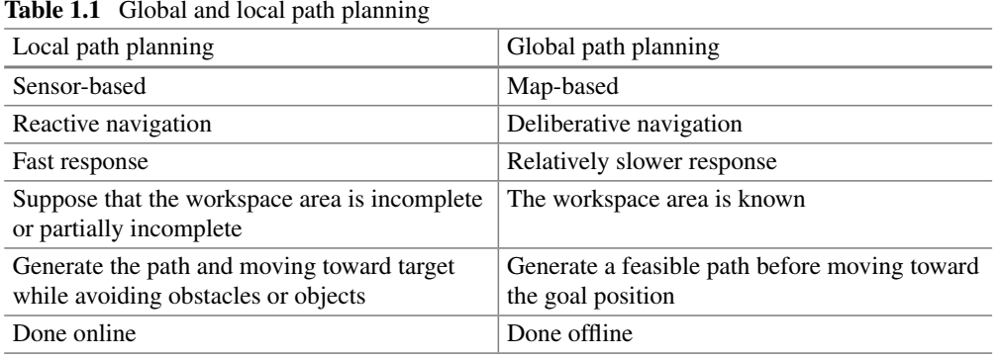 Table 1.1 Global and local path planning
Local path planning Global path planning
Sensor-based Map-based
Reactive navigation Deliberative navigation
Fast response Relatively slower response
Suppose that the workspace area is incomplete The workspace area is known
or partially incomplete
Generate the path and moving toward target Generate a feasible path before moving toward
while avoiding obstacles or objects the goal position
Done online Done offline